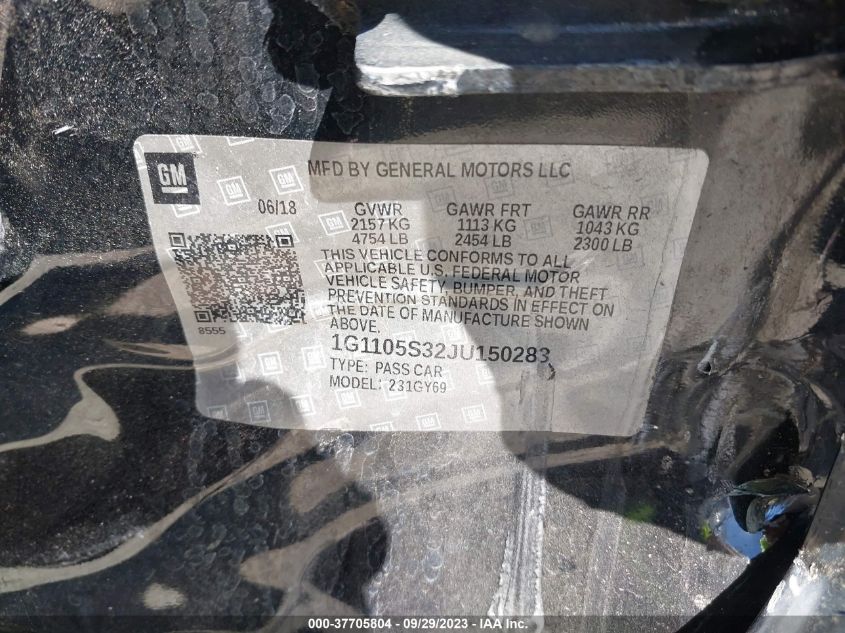 GM
MFD BY GENERAL MOTORS LLC
06/18
GVWR
2157 KG
4754 LB
GAWR FRT
1113 KG
2454 LB
GAWR RR
1043 KG
2300 LB
VEHICLE CONFORMS TO ALL
APPLICABLE U.S. FEDERAL MOTOR
VEHICLE SAFETY, BUMPER, AND THEFT
PREVENTION STANDARDS IN EFFECT ON
THE DATE OF MANUFACTURE SHOWN
ABOVE.
8555
1G1105S32JU150283
TYPE: PASS CAR
MODEL: 231GY69
000-37705804 - 09/29/2023 - IAA Inc.